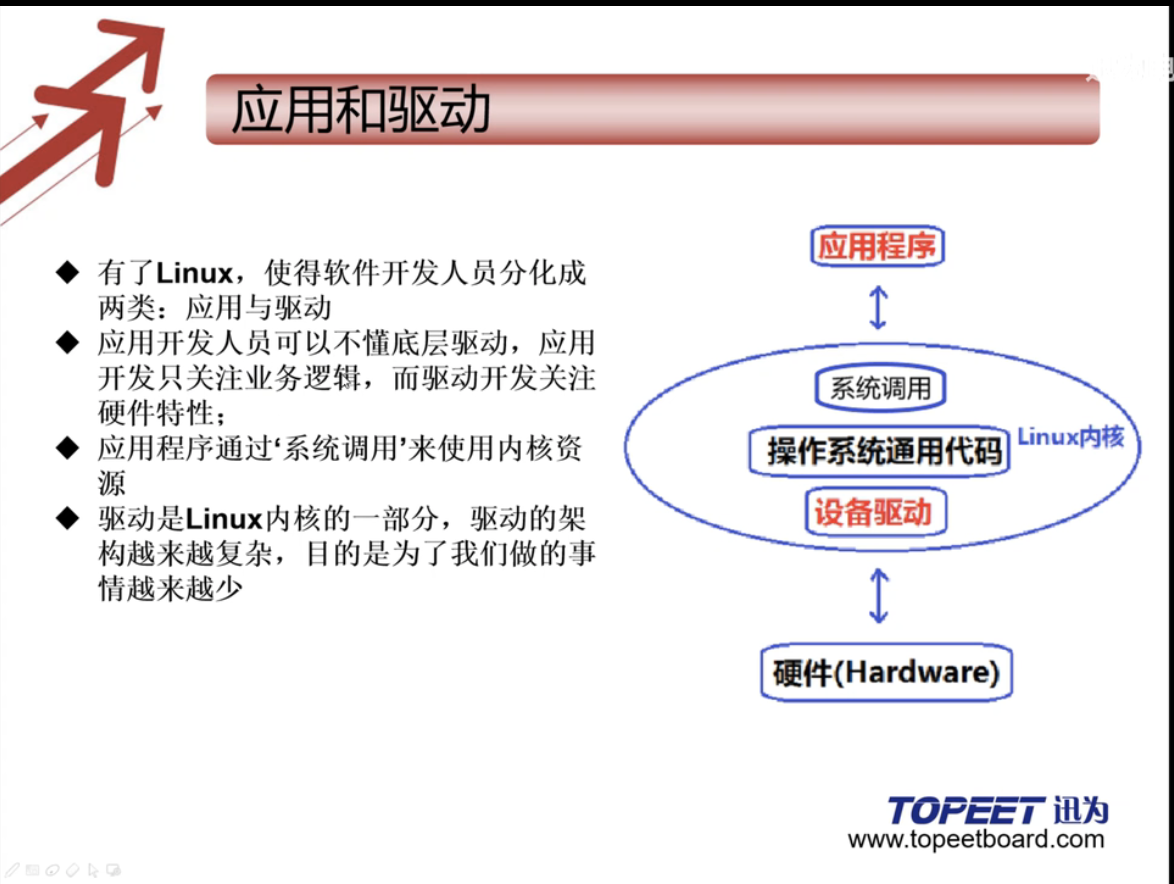 应用和驱动
有了Linux，使得软件开发人员分化成
两类：应用与驱动
应用开发人员可以不懂底层驱动，应用
开发只关注业务逻辑，而驱动开发关注
硬件特性；
应用程序通过‘系统调用’来使用内核资
源
驱动是Linux内核的一部分，驱动的架
构越来越复杂，目的是为了我们做的事
情越来越少
应用程序
系统调用
操作系统通用代码
Linux内核
设备驱动
硬件(Hardware)
TOPEET 迅为
www.topeetboard.com